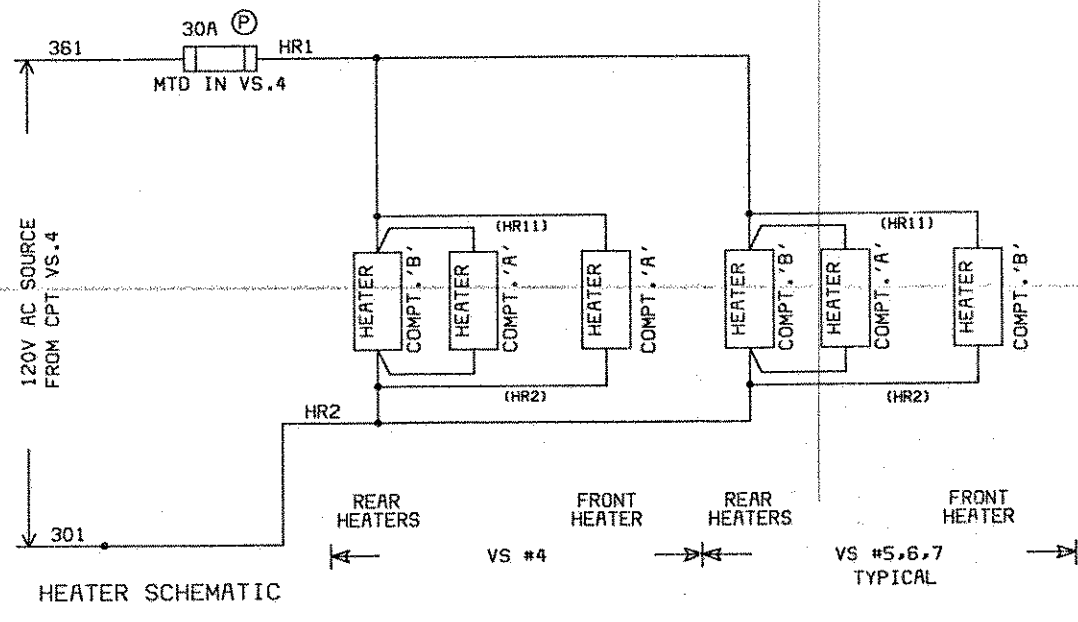 30A P
361
HR1
MTD IN VS.4
120V AC SOURCE
FROM CPT VS.4
(HR11)
(HR11)
HEATER
COMPT.'B'
HEATER
COMPT.'A'
HEATER
COMPT.'A'
HEATER
COMPT.'B'
HEATER
COMPT.'A'
HEATER
COMPT.'B'
(HR2)
(HR2)
HR2
REAR
HEATERS
FRONT
HEATER
REAR
HEATERS
FRONT
HEATER
301
VS #4
VS #5,6,7
TYPICAL
HEATER SCHEMATIC